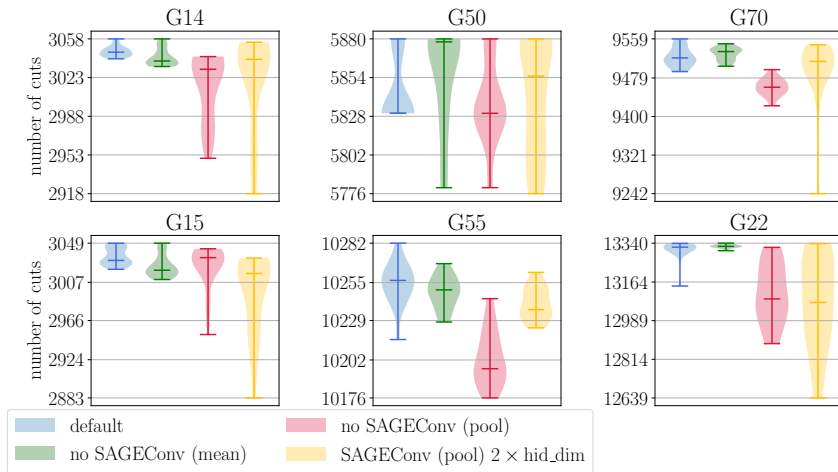 G14
G50
G70
number of cuts
3058
3023
2988
2953
2918
5880
5854
5828
5802
5776
9559
9479
9400
9321
9242
G15
G55
G22
number of cuts
3049
3007
2966
2924
2883
10282
10255
10229
10202
10176
13340
13164
12989
12814
12639
default
no SAGEConv (mean)
no SAGEConv (pool)
SAGEConv (pool) 2 × hid_dim